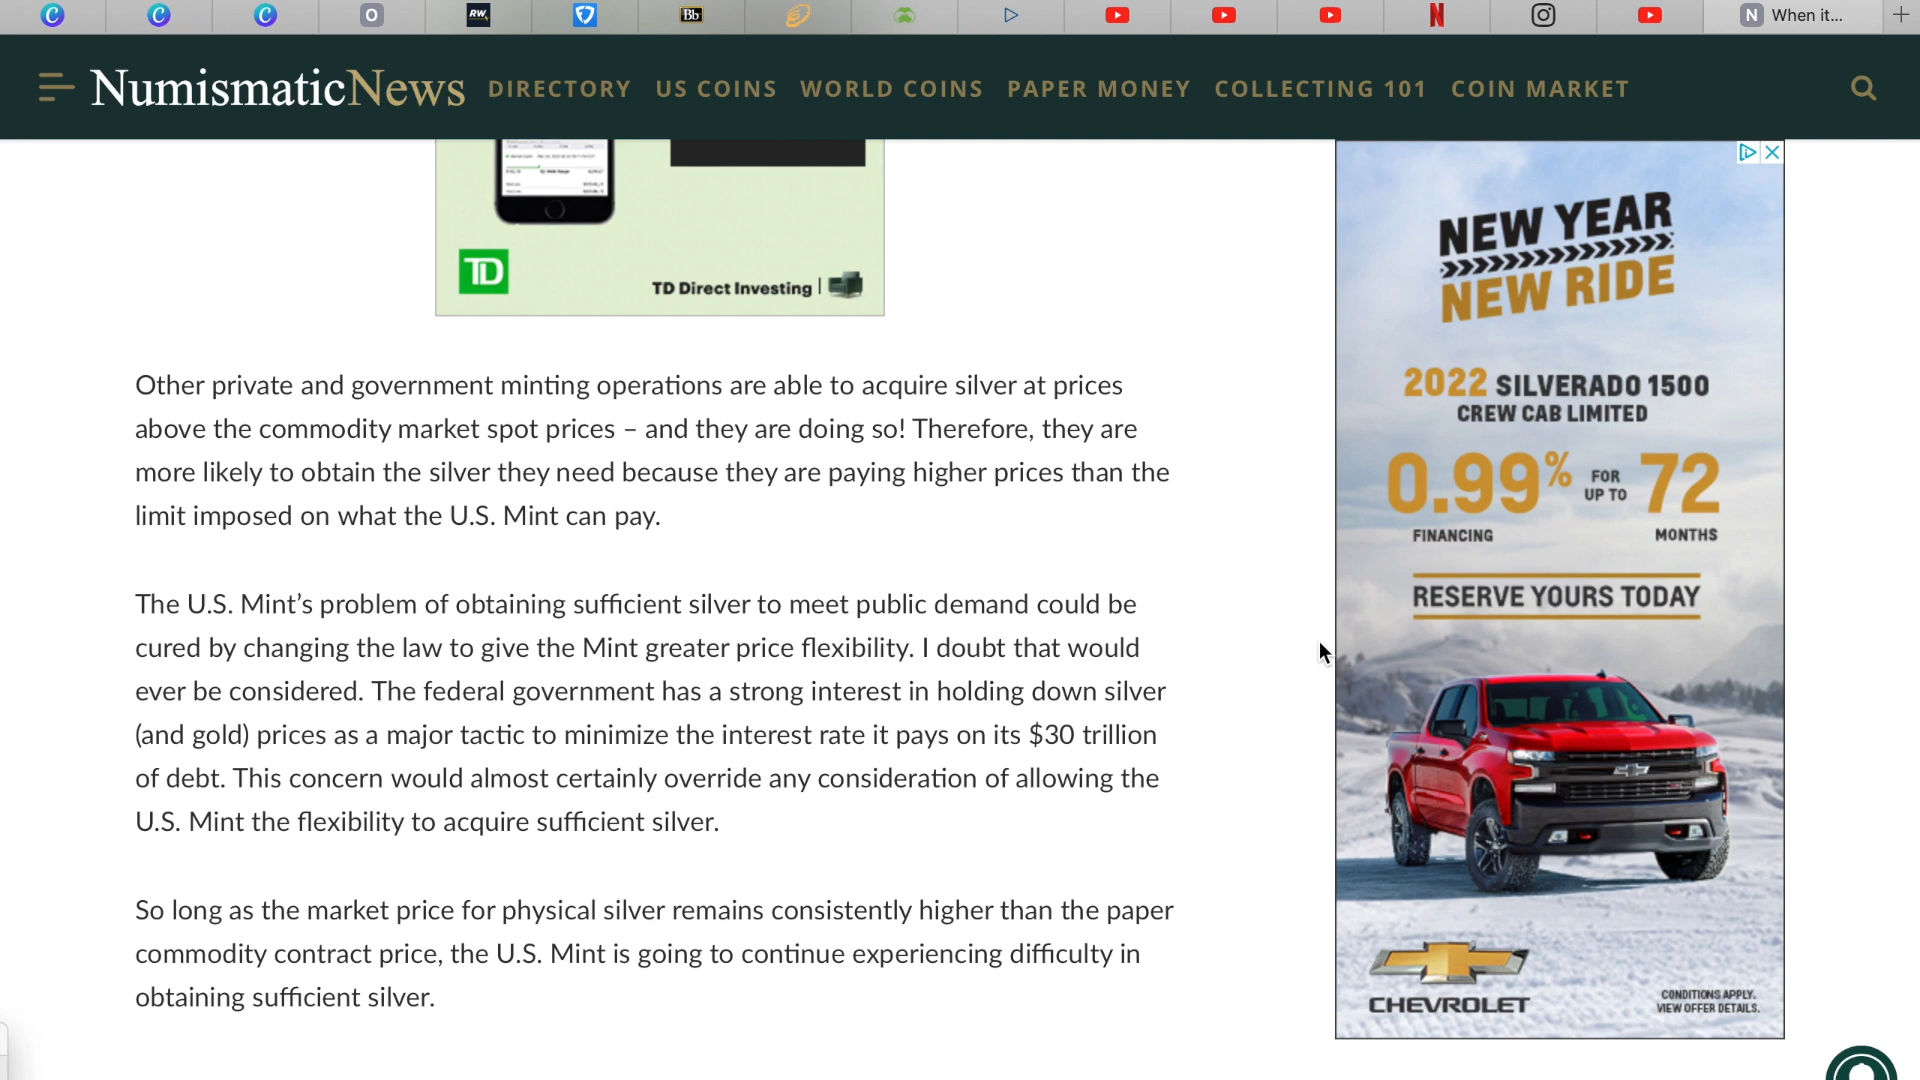 RW
Bb
N When it...
NumismaticNews DIRECTORY US COINS WORLD COINS PAPER MONEY COLLECTING 101 COIN MARKET
TD
TD Direct Investing
Other private and government minting operations are able to acquire silver at prices
above the commodity market spot prices – and they are doing so! Therefore, they are
more likely to obtain the silver they need because they are paying higher prices than the
limit imposed on what the U.S. Mint can pay.
The U.S. Mint’s problem of obtaining sufficient silver to meet public demand could be
cured by changing the law to give the Mint greater price flexibility. I doubt that would
ever be considered. The federal government has a strong interest in holding down silver
(and gold) prices as a major tactic to minimize the interest rate it pays on its $30 trillion
of debt. This concern would almost certainly override any consideration of allowing the
U.S. Mint the flexibility to acquire sufficient silver.
So long as the market price for physical silver remains consistently higher than the paper
commodity contract price, the U.S. Mint is going to continue experiencing difficulty in
obtaining sufficient silver.
NEW YEAR
NEW RIDE
2022 SILVERADO 1500
CREW CAB LIMITED
0.99% FOR UP TO 72
FINANCING MONTHS
RESERVE YOURS TODAY
CHEVROLET
CONDITIONS APPLY.
VIEW OFFER DETAILS.